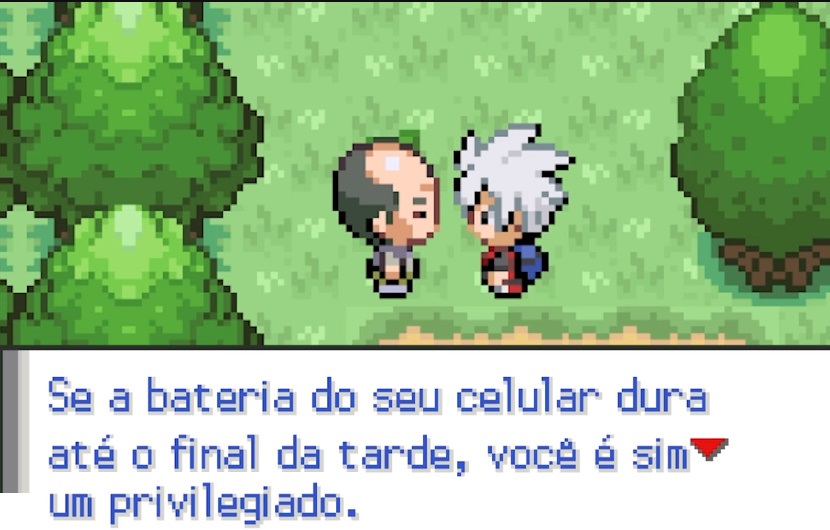 Se a bateria do seu celular dura
até o final da tarde, você é sim
um privilegiado.